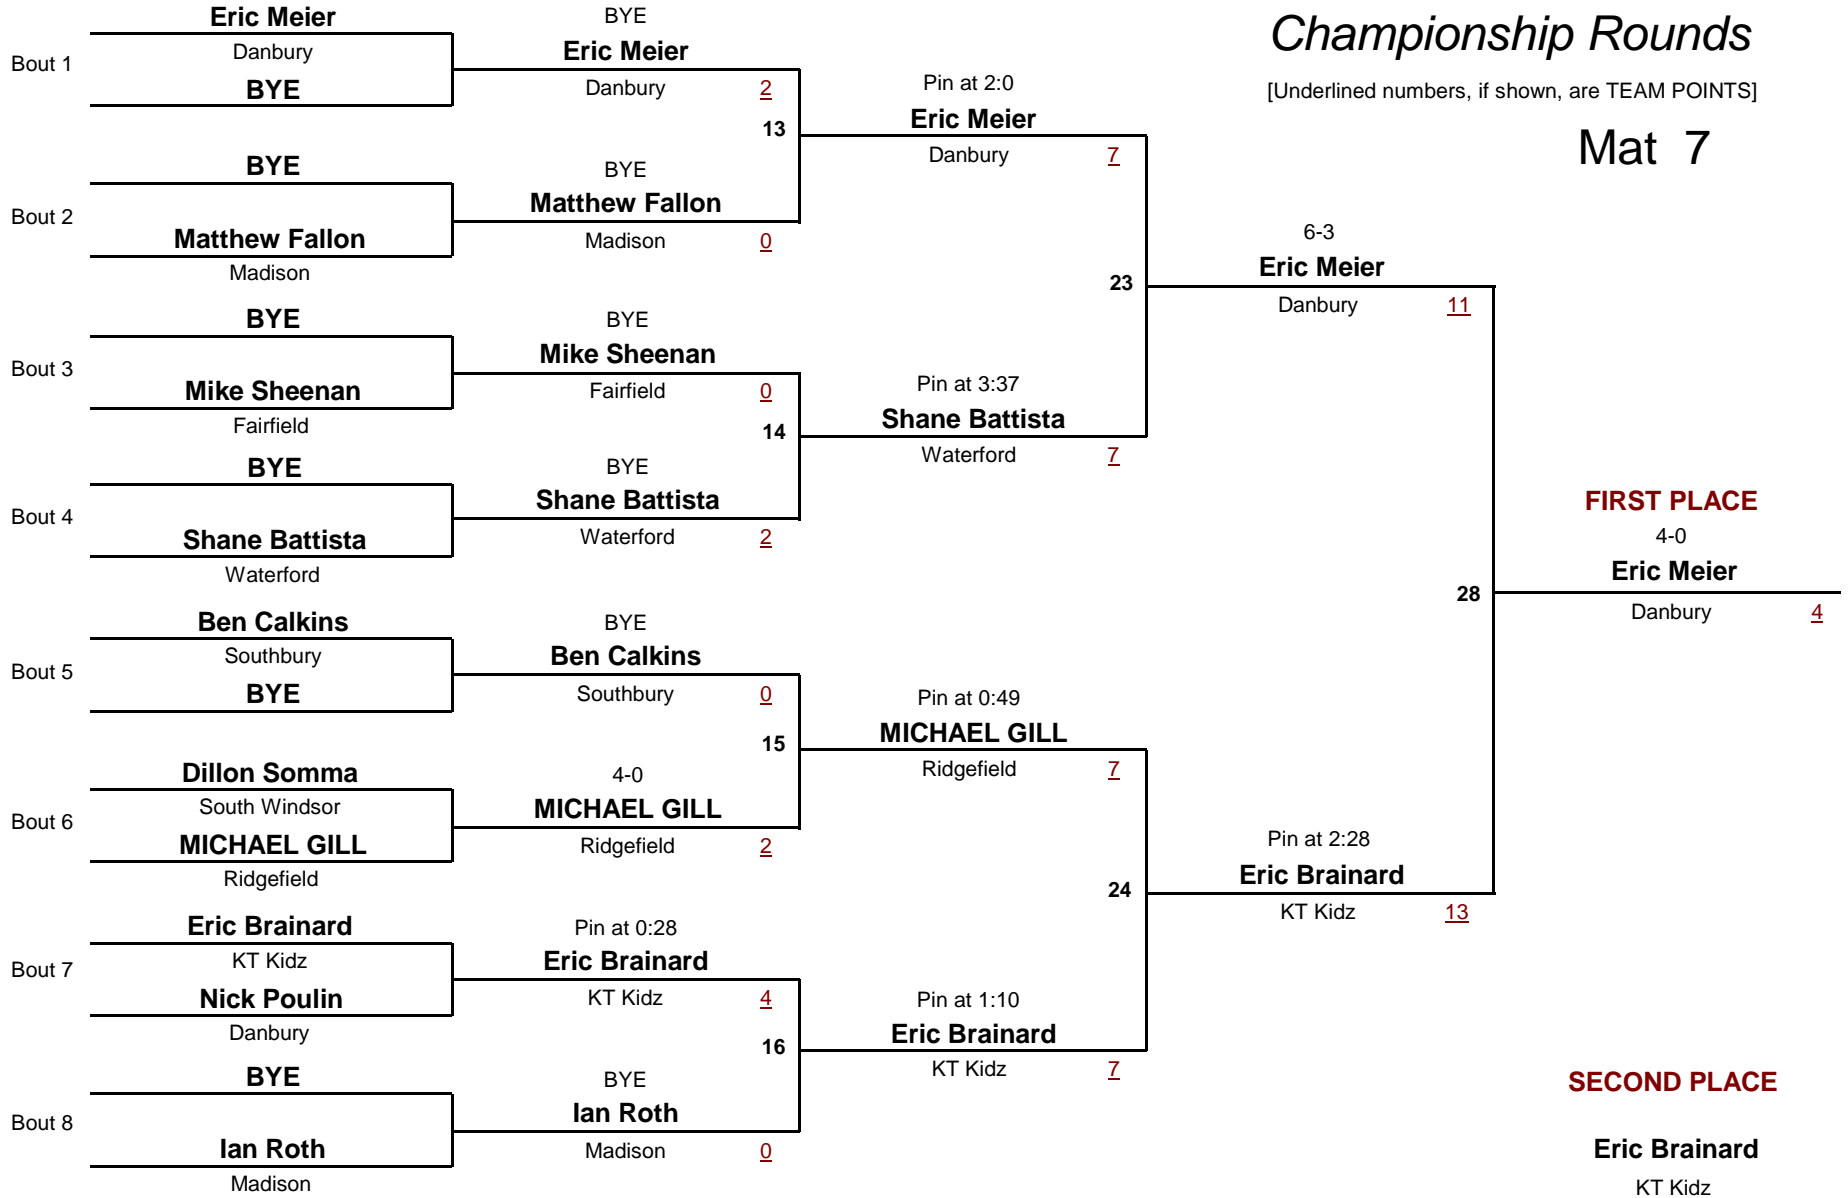 Championship Rounds
[Underlined numbers, if shown, are TEAM POINTS]
Mat 7
Bout 1
Eric Meier
Danbury
BYE
Bout 2
BYE
Matthew Fallon
Madison
Bout 3
BYE
Mike Sheenan
Fairfield
Bout 4
BYE
Shane Battista
Waterford
Bout 5
Ben Calkins
Southbury
BYE
Bout 6
Dillon Somma
South Windsor
MICHAEL GILL
Ridgefield
Bout 7
Eric Brainard
KT Kidz
Nick Poulin
Danbury
Bout 8
BYE
Ian Roth
Madison
BYE
Eric Meier
Danbury 2
13
BYE
Matthew Fallon
Madison 0
BYE
Mike Sheenan
Fairfield 0
14
BYE
Shane Battista
Waterford 2
BYE
Ben Calkins
Southbury 0
15
4-0
MICHAEL GILL
Ridgefield 2
Pin at 0:28
Eric Brainard
KT Kidz 4
16
BYE
Ian Roth
Madison 0
Pin at 2:0
Eric Meier
Danbury 7
23
Pin at 3:37
Shane Battista
Waterford 7
Pin at 0:49
MICHAEL GILL
Ridgefield 7
24
Pin at 1:10
Eric Brainard
KT Kidz 7
6-3
Eric Meier
Danbury 11
28
Pin at 2:28
Eric Brainard
KT Kidz 13
FIRST PLACE
4-0
Eric Meier
Danbury 4
SECOND PLACE
Eric Brainard
KT Kidz